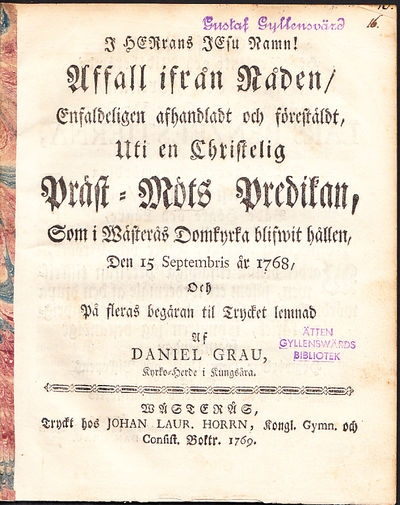 Gustaf Gyllensvärd
16.
I HERrans JEsu Namn!
Affall ifrån Nåden/
Enfaldeligen afhandladt och förestäldt,
Uti en Christelig
Präst-Möts Predikan,
Som i Wästerås Domkyrka blifwit hållen,
Den 15 Septembris år 1768,
Och
På fleras begäran til Trycket lemnad
Af
DANIEL GRAU,
Kyrko-Herde i Kungsåra.
ÄTTEN
GYLLENSVÄRDS
BIBLIOTEK
WÄSTERÅS,
Tryckt hos JOHAN LAUR. HORRN, Kongl. Gymn. och
Consist. Boktr. 1769.